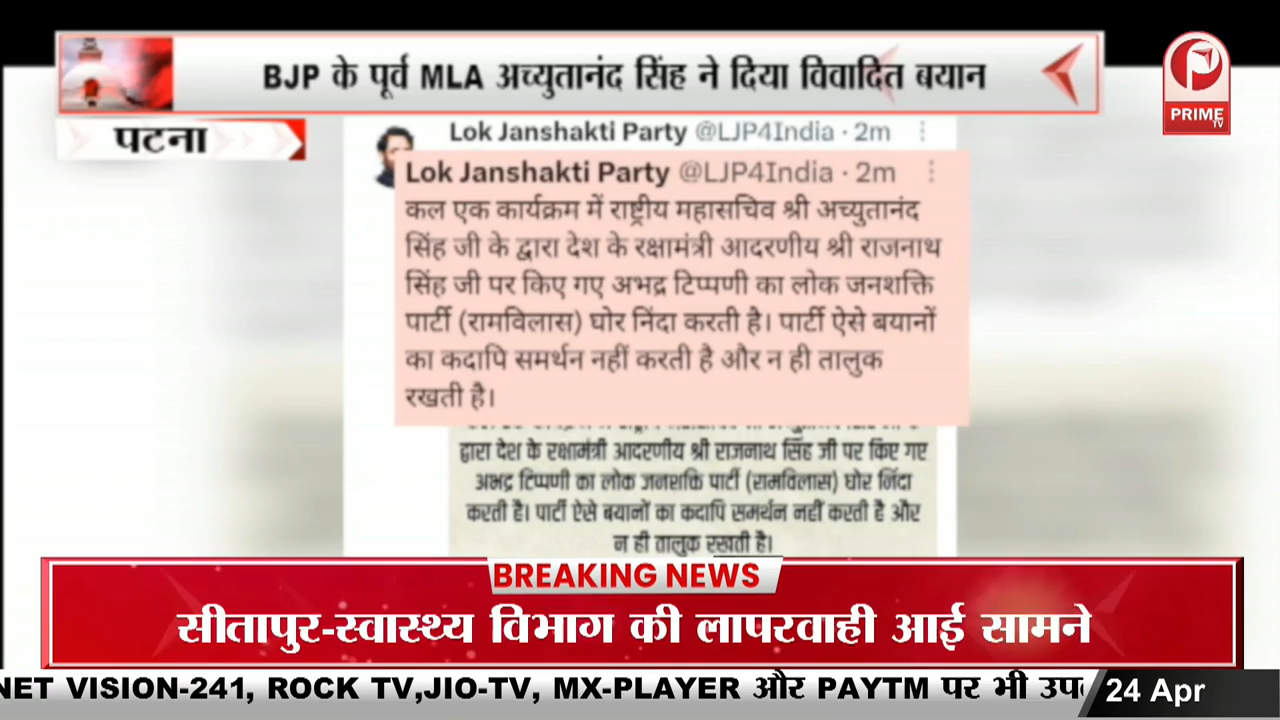 BJP के पूर्व MLA अच्युतानंद सिंह ने दिया विवादित बयान
PRIME
TV
पटना
Lok Janshakti Party @LJP4India · 2m
Lok Janshakti Party @LJP4India · 2m
कल एक कार्यक्रम में राष्ट्रीय महासचिव श्री अच्युतानंद
सिंह जी के द्वारा देश के रक्षामंत्री आदरणीय श्री राजनाथ
सिंह जी पर किए गए अभद्र टिप्पणी का लोक जनशक्ति
पार्टी (रामविलास) घोर निंदा करती है। पार्टी ऐसे बयानों
का कदापि समर्थन नहीं करती है और न ही तालुक
रखती है।
द्वारा देश के रक्षामंत्री आदरणीय श्री राजनाथ सिंह जी पर किए गए
अभद्र टिप्पणी का लोक जनशक्ति पार्टी (रामविलास) घोर निंदा
करती है। पार्टी ऐसे बयानों का कदापि समर्थन नहीं करती है और
न ही तालुक रखती है।
BREAKING NEWS
सीतापुर-स्वास्थ्य विभाग की लापरवाही आई सामने
NET VISION-241, ROCK TV,JIO-TV, MX-PLAYER और PAYTM पर भी
24 Apr